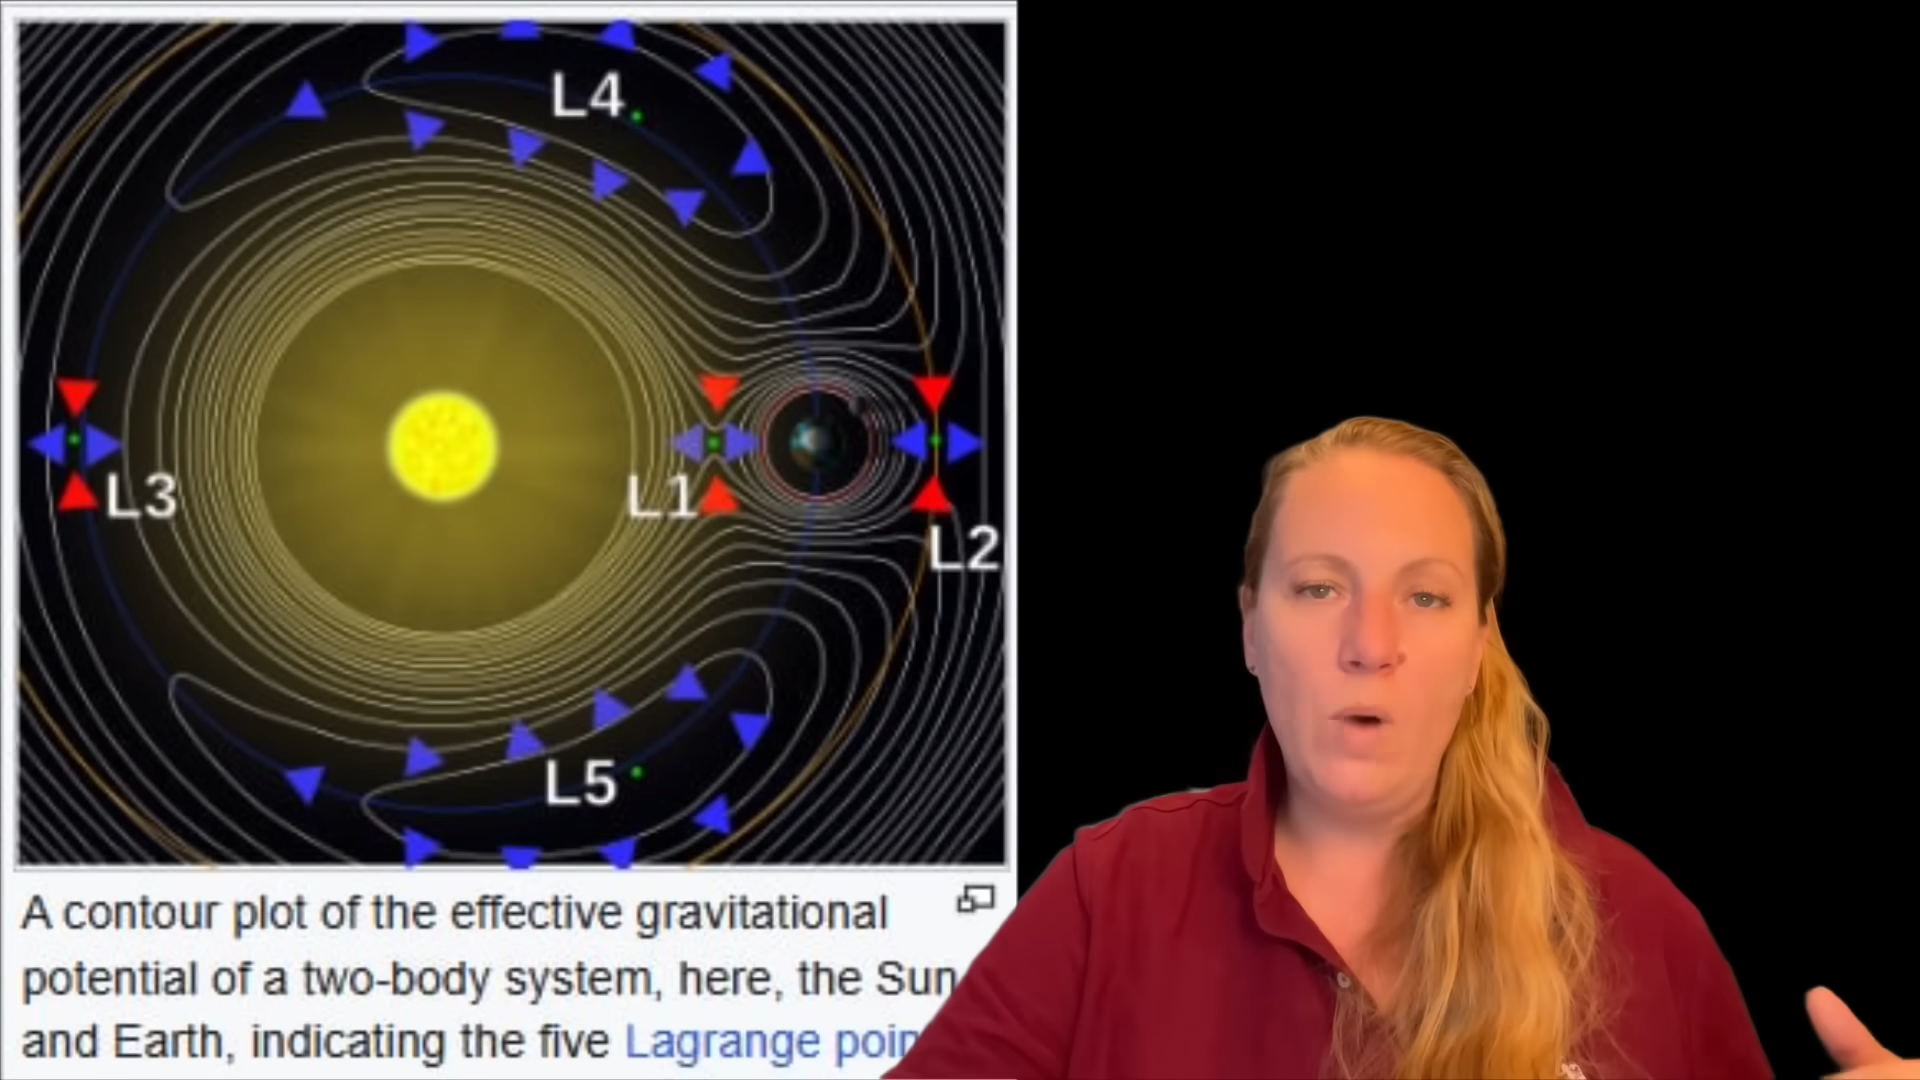 L4
L3
L1
L2
L5
A contour plot of the effective gravitational
potential of a two-body system, here, the Sun
and Earth, indicating the five Lagrange